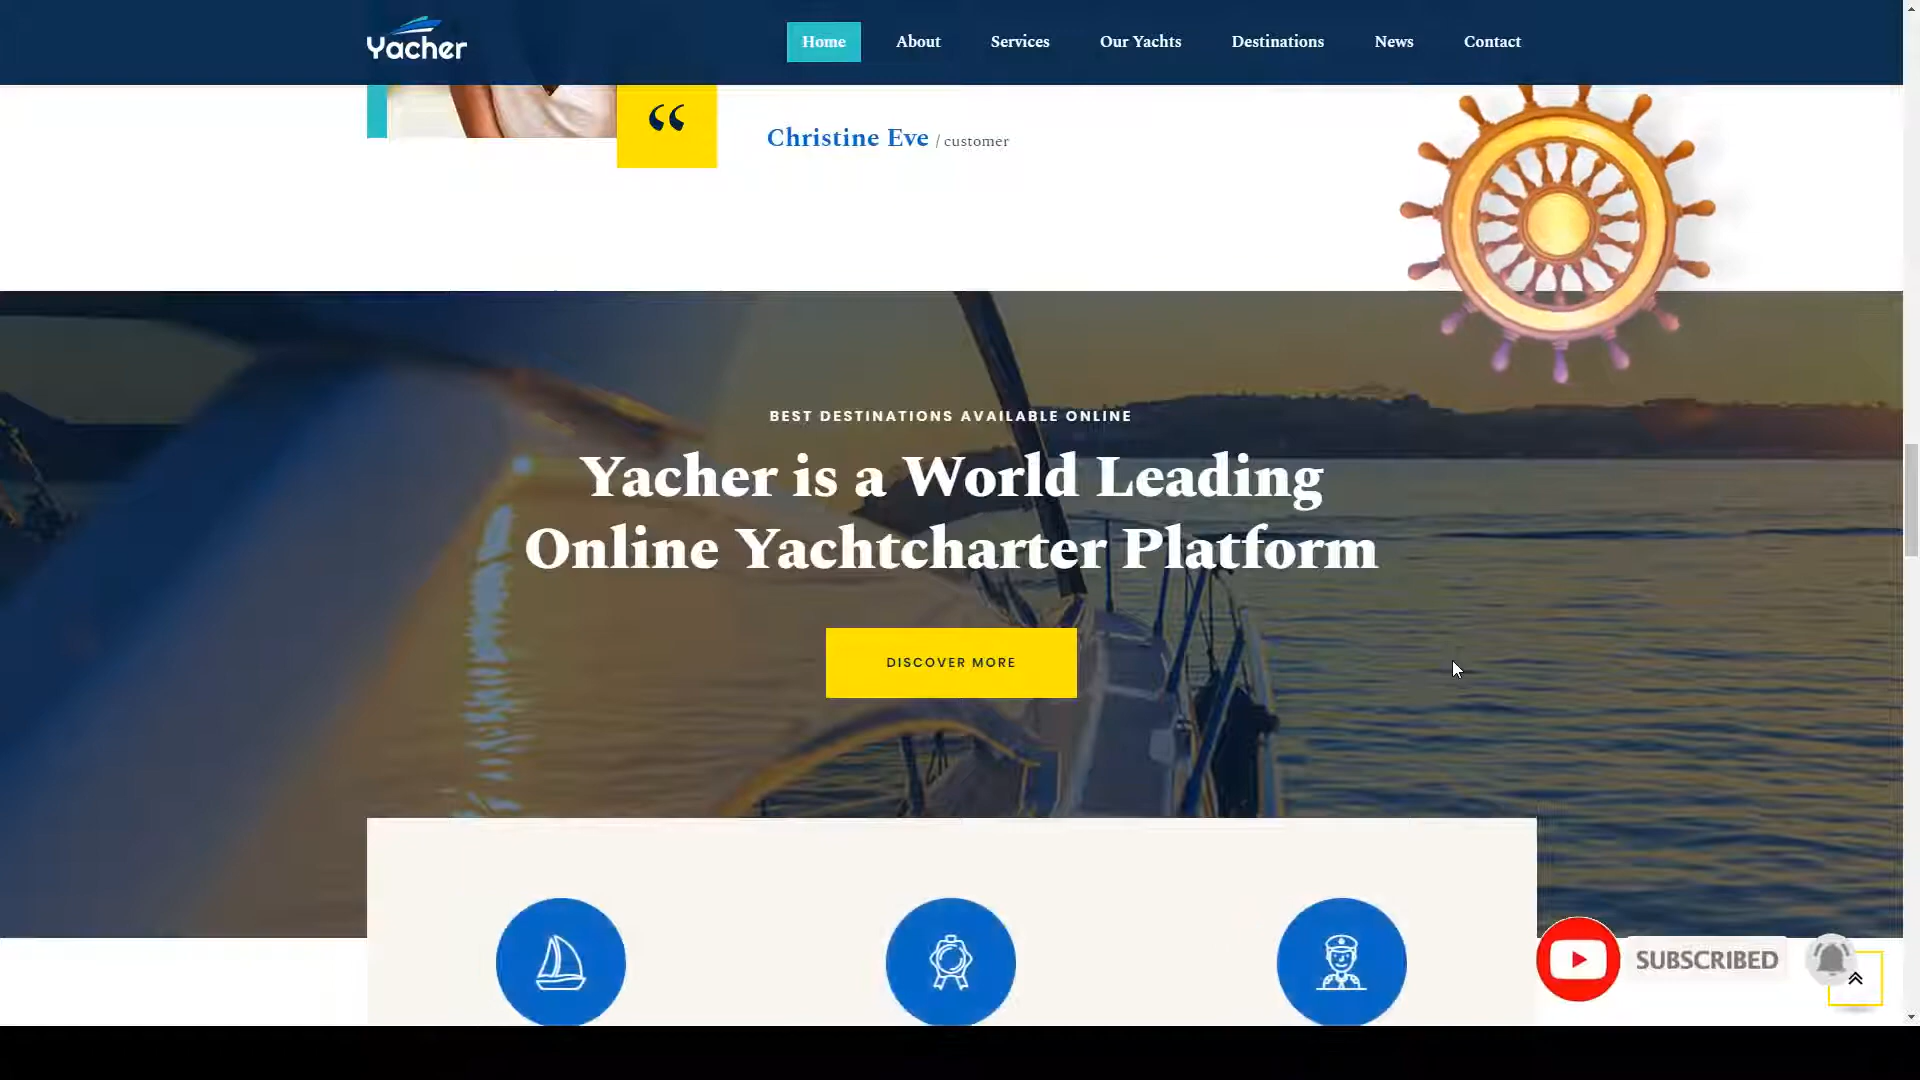 Yacher
Home About Services Our Yachts Destinations News Contact
“
Christine Eve / customer
BEST DESTINATIONS AVAILABLE ONLINE
Yacher is a World Leading
Online Yachtcharter Platform
DISCOVER MORE
SUBSCRIBED